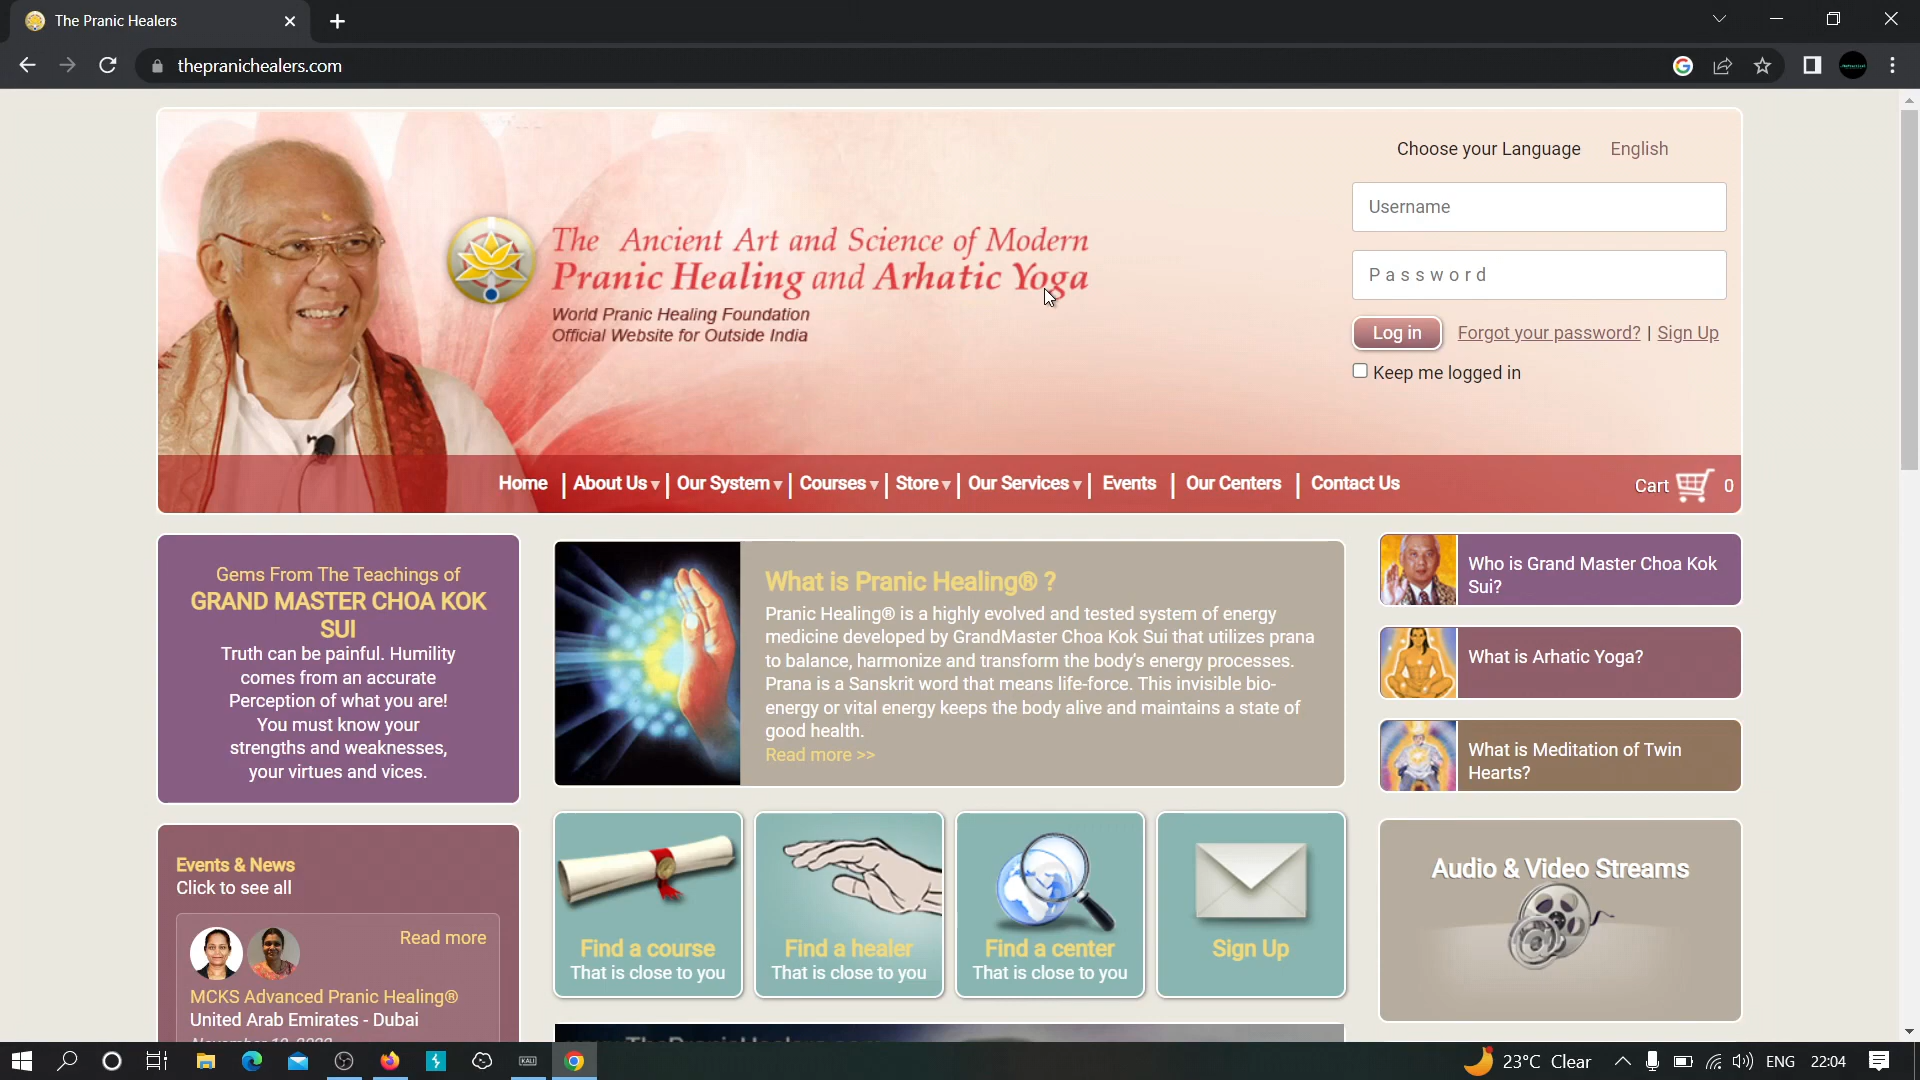 The Pranic Healers
thepranichealers.com
Choose your Language English
Username
Password
The Ancient Art and Science of Modern
Pranic Healing and Arhatic Yoga
World Pranic Healing Foundation
Official Website for Outside India
Log in Forgot your password? | Sign Up
Keep me logged in
Home | About Us | Our System | Courses | Store | Our Services | Events | Our Centers | Contact Us
Cart 0
Gems From The Teachings of
GRAND MASTER CHOA KOK
SUI
Truth can be painful. Humility
comes from an accurate
Perception of what you are!
You must know your
strengths and weaknesses,
your virtues and vices.
Events & News
Click to see all
Read more
MCKS Advanced Pranic Healing®
United Arab Emirates - Dubai
What is Pranic Healing® ?
Pranic Healing® is a highly evolved and tested system of energy
medicine developed by GrandMaster Choa Kok Sui that utilizes prana
to balance, harmonize and transform the body's energy processes.
Prana is a Sanskrit word that means life-force. This invisible bio-
energy or vital energy keeps the body alive and maintains a state of
good health.
Read more >>
Find a course
That is close to you
Find a healer
That is close to you
Find a center
That is close to you
Sign Up
Who is Grand Master Choa Kok
Sui?
What is Arhatic Yoga?
What is Meditation of Twin
Hearts?
Audio & Video Streams
KALI
23°C Clear
ENG
22:04